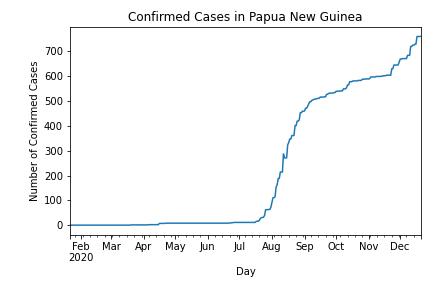 Confirmed Cases in Papua New Guinea
Number of Confirmed Cases
700
600
500
400
300
200
100
0
Feb Mar Apr May Jun Jul Aug Sep Oct Nov Dec
2020
Day